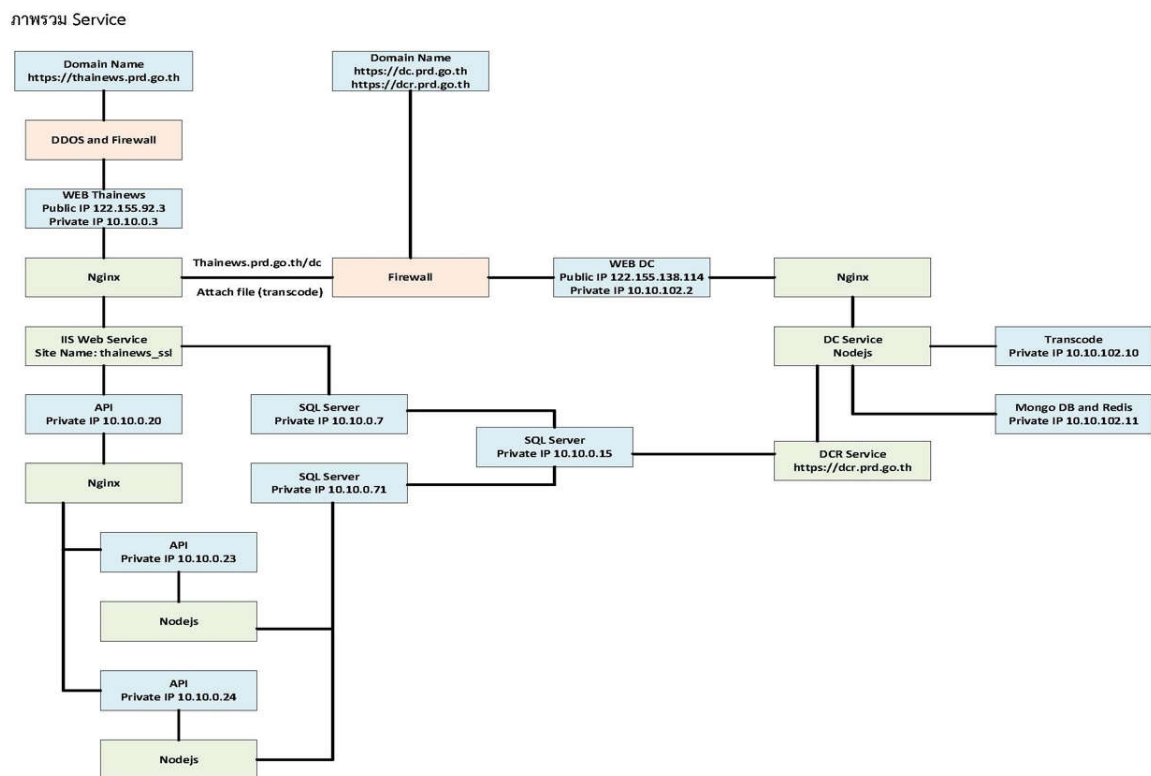 ภาพรวม Service
Domain Name
https://thainews.prd.go.th
Domain Name
https://dc.prd.go.th
https://dcr.prd.go.th
DDOS and Firewall
WEB Thainews
Public IP 122.155.92.3
Private IP 10.10.0.3
Nginx
Thainews.prd.go.th/dc
Attach file (transcode)
Firewall
WEB DC
Public IP 122.155.138.114
Private IP 10.10.102.2
Nginx
IIS Web Service
Site Name: thainews_ssl
DC Service
Nodejs
Transcode
Private IP 10.10.102.10
API
Private IP 10.10.0.20
SQL Server
Private IP 10.10.0.7
Mongo DB and Redis
Private IP 10.10.102.11
SQL Server
Private IP 10.10.0.15
DCR Service
https://dcr.prd.go.th
Nginx
SQL Server
Private IP 10.10.0.71
API
Private IP 10.10.0.23
Nodejs
API
Private IP 10.10.0.24
Nodejs